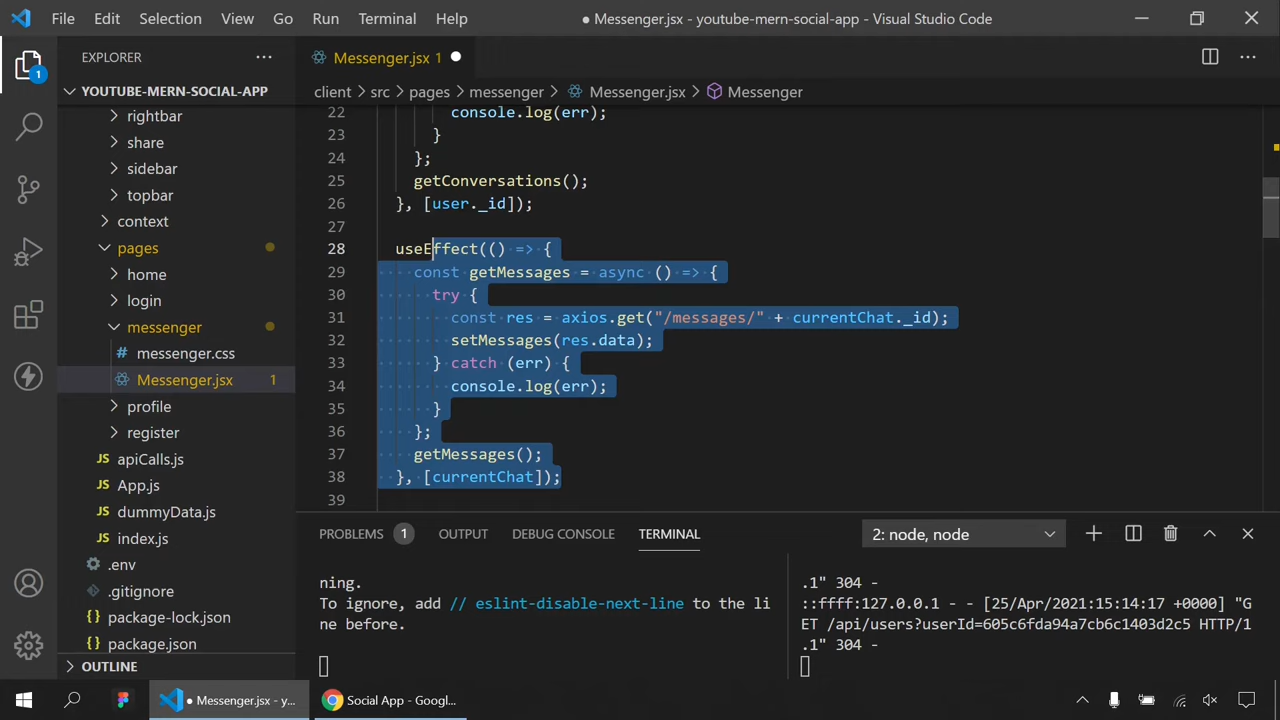 File Edit Selection View Go Run Terminal Help
● Messenger.jsx - youtube-mern-social-app - Visual Studio Code
EXPLORER
YOUTUBE-MERN-SOCIAL-APP
rightbar
share
sidebar
topbar
context
pages
home
login
messenger
# messenger.css
Messenger.jsx 1
profile
register
JS apiCalls.js
JS App.js
JS dummyData.js
JS index.js
.env
.gitignore
{} package-lock.json
{} package.json
OUTLINE
1
Messenger.jsx 1 ●
client > src > pages > messenger > Messenger.jsx > Messenger
22 console.log(err);
23 }
24 };
25 getConversations();
26 }, [user._id]);
27
28 useEffect(() => {
29 const getMessages = async () => {
30 try {
31 const res = axios.get("/messages/" + currentChat._id);
32 setMessages(res.data);
33 } catch (err) {
34 console.log(err);
35 }
36 };
37 getMessages();
38 }, [currentChat]);
39
PROBLEMS 1 OUTPUT DEBUG CONSOLE TERMINAL 2: node, node
ning.
To ignore, add // eslint-disable-next-line to the li
ne before.
.1" 304 -
::ffff:127.0.0.1 - - [25/Apr/2021:15:14:17 +0000] "G
ET /api/users?userId=605c6fda94a7cb6c1403d2c5 HTTP/1
.1" 304 -
● Messenger.jsx - y...
Social App - Googl...